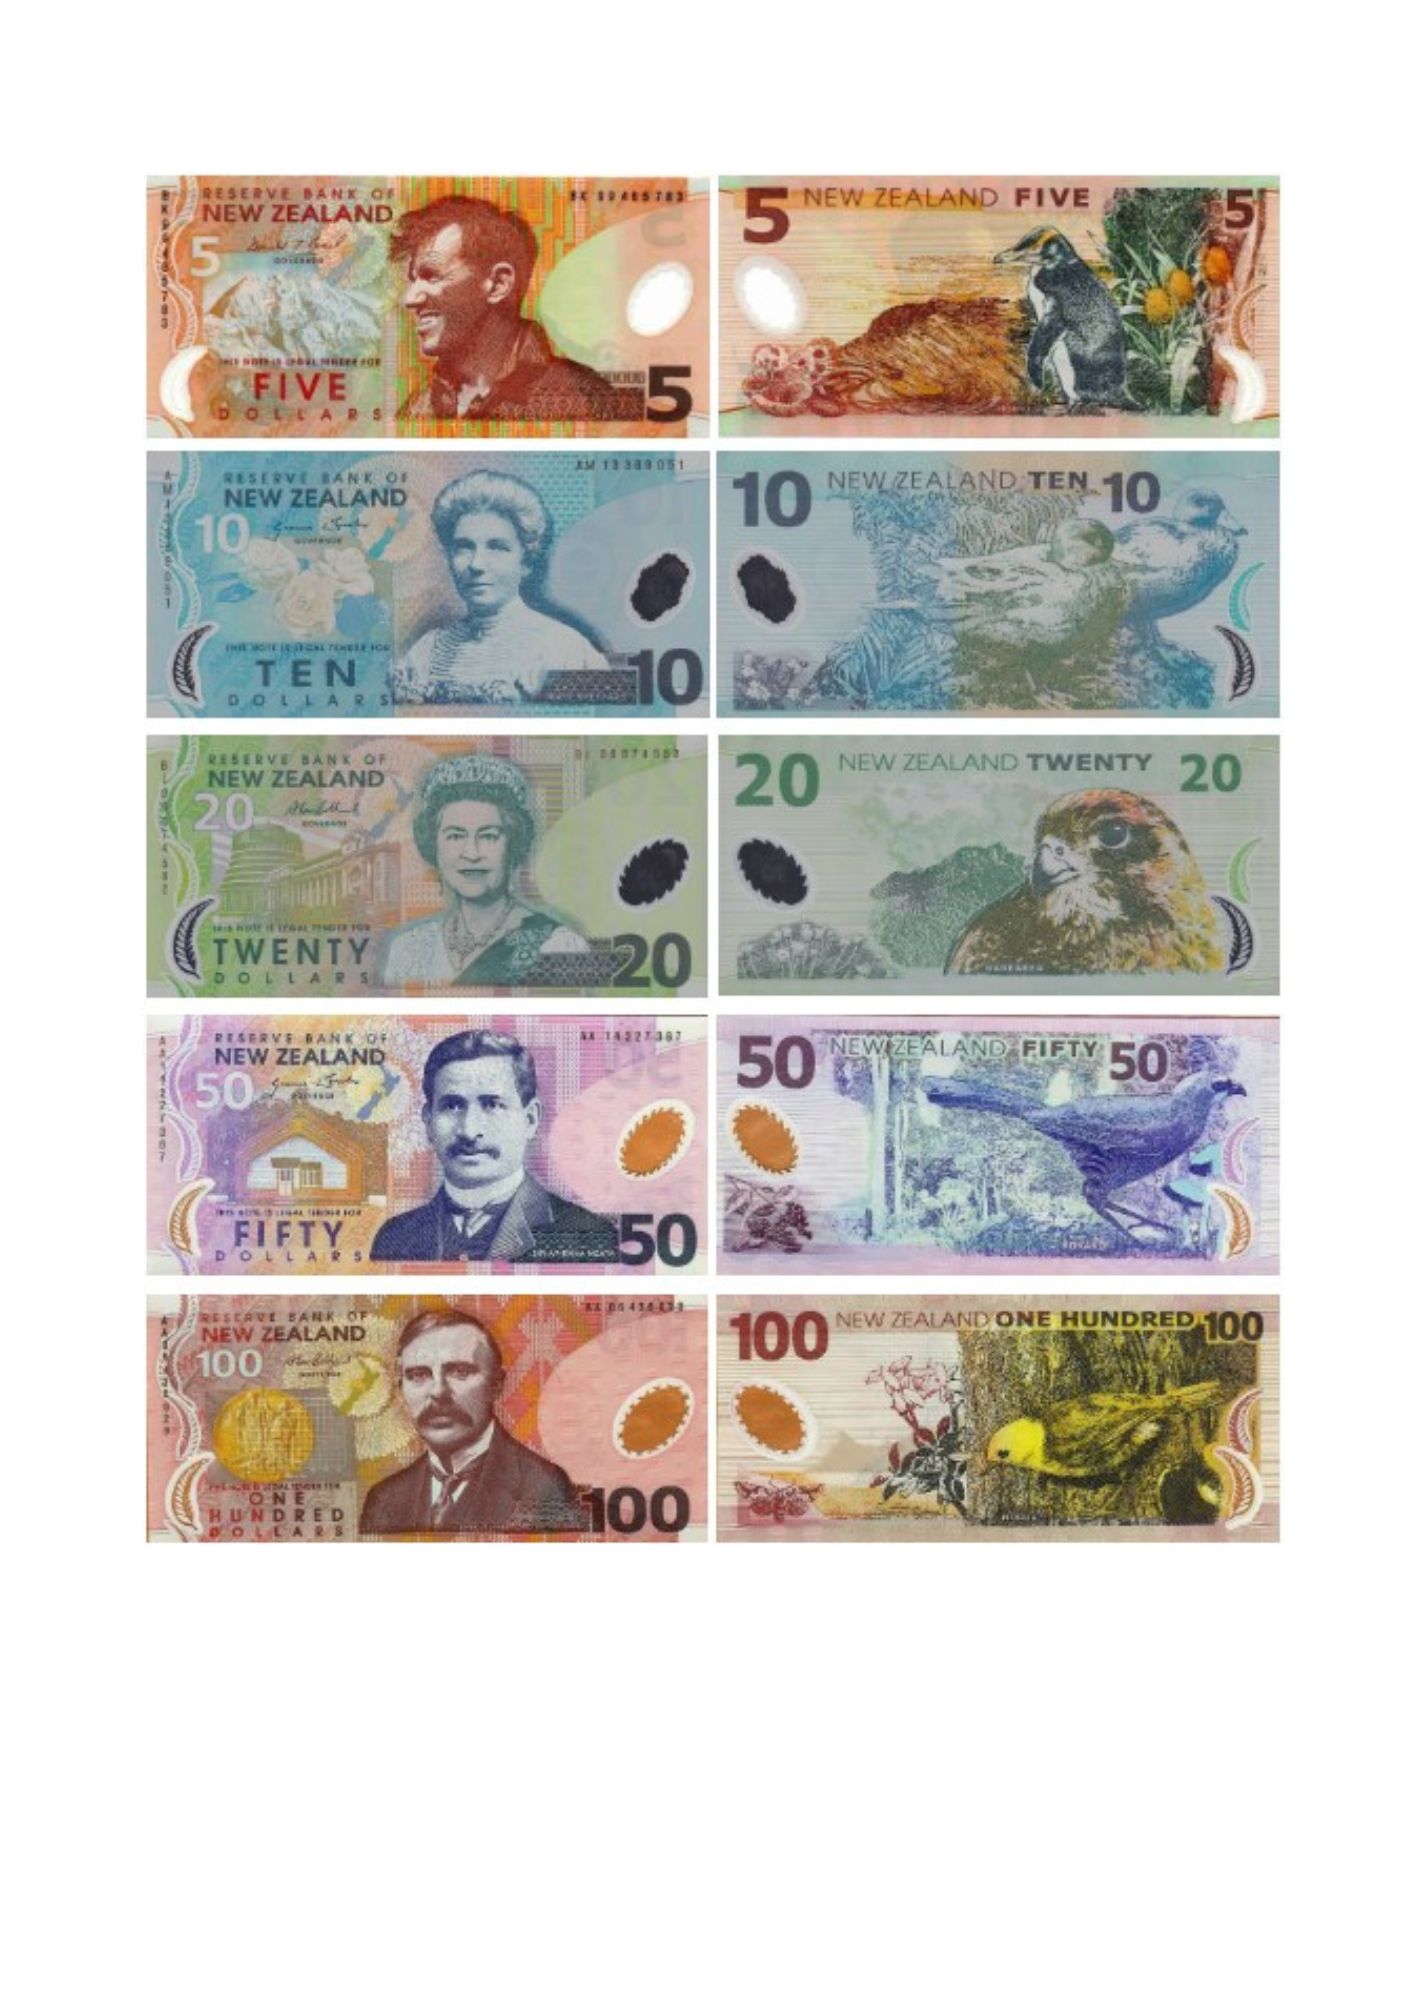 RESERVE BANK OF
NEW ZEALAND
5
GOVERNOR
THIS NOTE IS LEGAL TENDER FOR
FIVE
DOLLARS
5
5 NEW ZEALAND FIVE 5
AM 13389051
RESERVE BANK OF
NEW ZEALAND
10
GOVERNOR
THIS NOTE IS LEGAL TENDER FOR
TEN
DOLLARS
10
10 NEW ZEALAND TEN 10
RESERVE BANK OF
NEW ZEALAND
20
GOVERNOR
THIS NOTE IS LEGAL TENDER FOR
TWENTY
DOLLARS
20
20 NEW ZEALAND TWENTY 20
RESERVE BANK OF
NEW ZEALAND
50
THIS NOTE IS LEGAL TENDER FOR
FIFTY
DOLLARS
50
50 NEW ZEALAND FIFTY 50
RESERVE BANK OF
NEW ZEALAND
100
THIS NOTE IS LEGAL TENDER FOR
ONE
HUNDRED
DOLLARS
100
100 NEW ZEALAND ONE HUNDRED 100